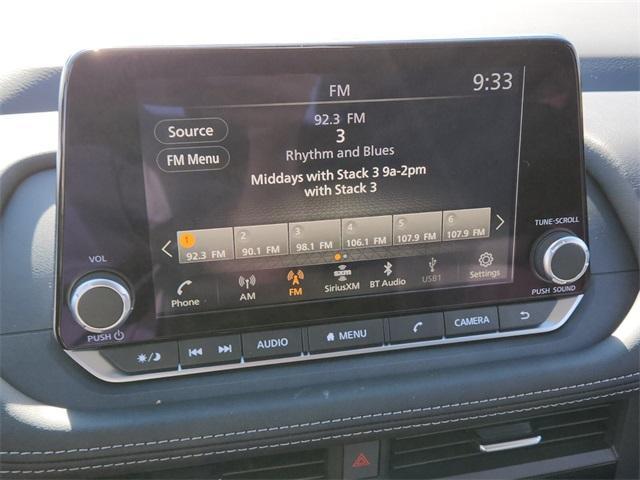 FM
9:33
92.3 FM
3
Rhythm and Blues
Middays with Stack 3 9a-2pm
with Stack 3
Source
FM Menu
1
92.3 FM
2
90.1 FM
3
98.1 FM
4
106.1 FM
5
107.9 FM
6
107.9 FM
Phone
AM
FM
SiriusXM
BT Audio
USB1
Settings
VOL
PUSH
TUNE·SCROLL
PUSH SOUND
AUDIO
MENU
CAMERA